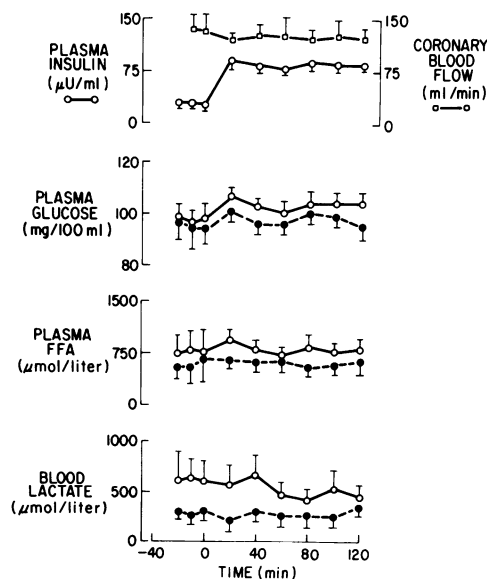 PLASMA
INSULIN
(μU/ml)
150
75
0
150
75
0
CORONARY
BLOOD
FLOW
(ml/min)
PLASMA
GLUCOSE
(mg/100 ml)
120
100
80
PLASMA
FFA
(μmol/liter)
1500
750
0
BLOOD
LACTATE
(μmol/liter)
1000
500
0
-40 0 40 80 120
TIME (min)